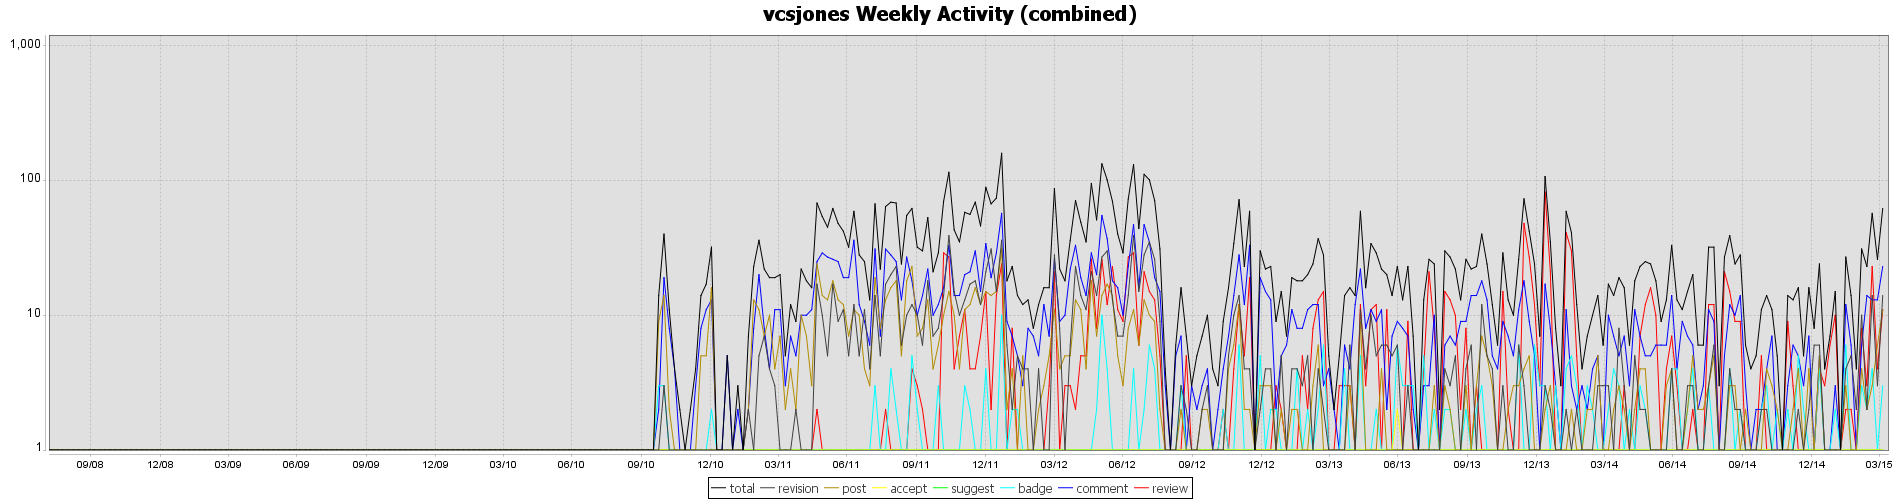 vcsjones Weekly Activity (combined)
1,000
100
10
1
09/08 12/08 03/09 06/09 09/09 12/09 03/10 06/10 09/10 12/10 03/11 06/11 09/11 12/11 03/12 06/12 09/12 12/12 03/13 06/13 09/13 12/13 03/14 06/14 09/14 12/14 03/15
total revision post accept suggest badge comment review